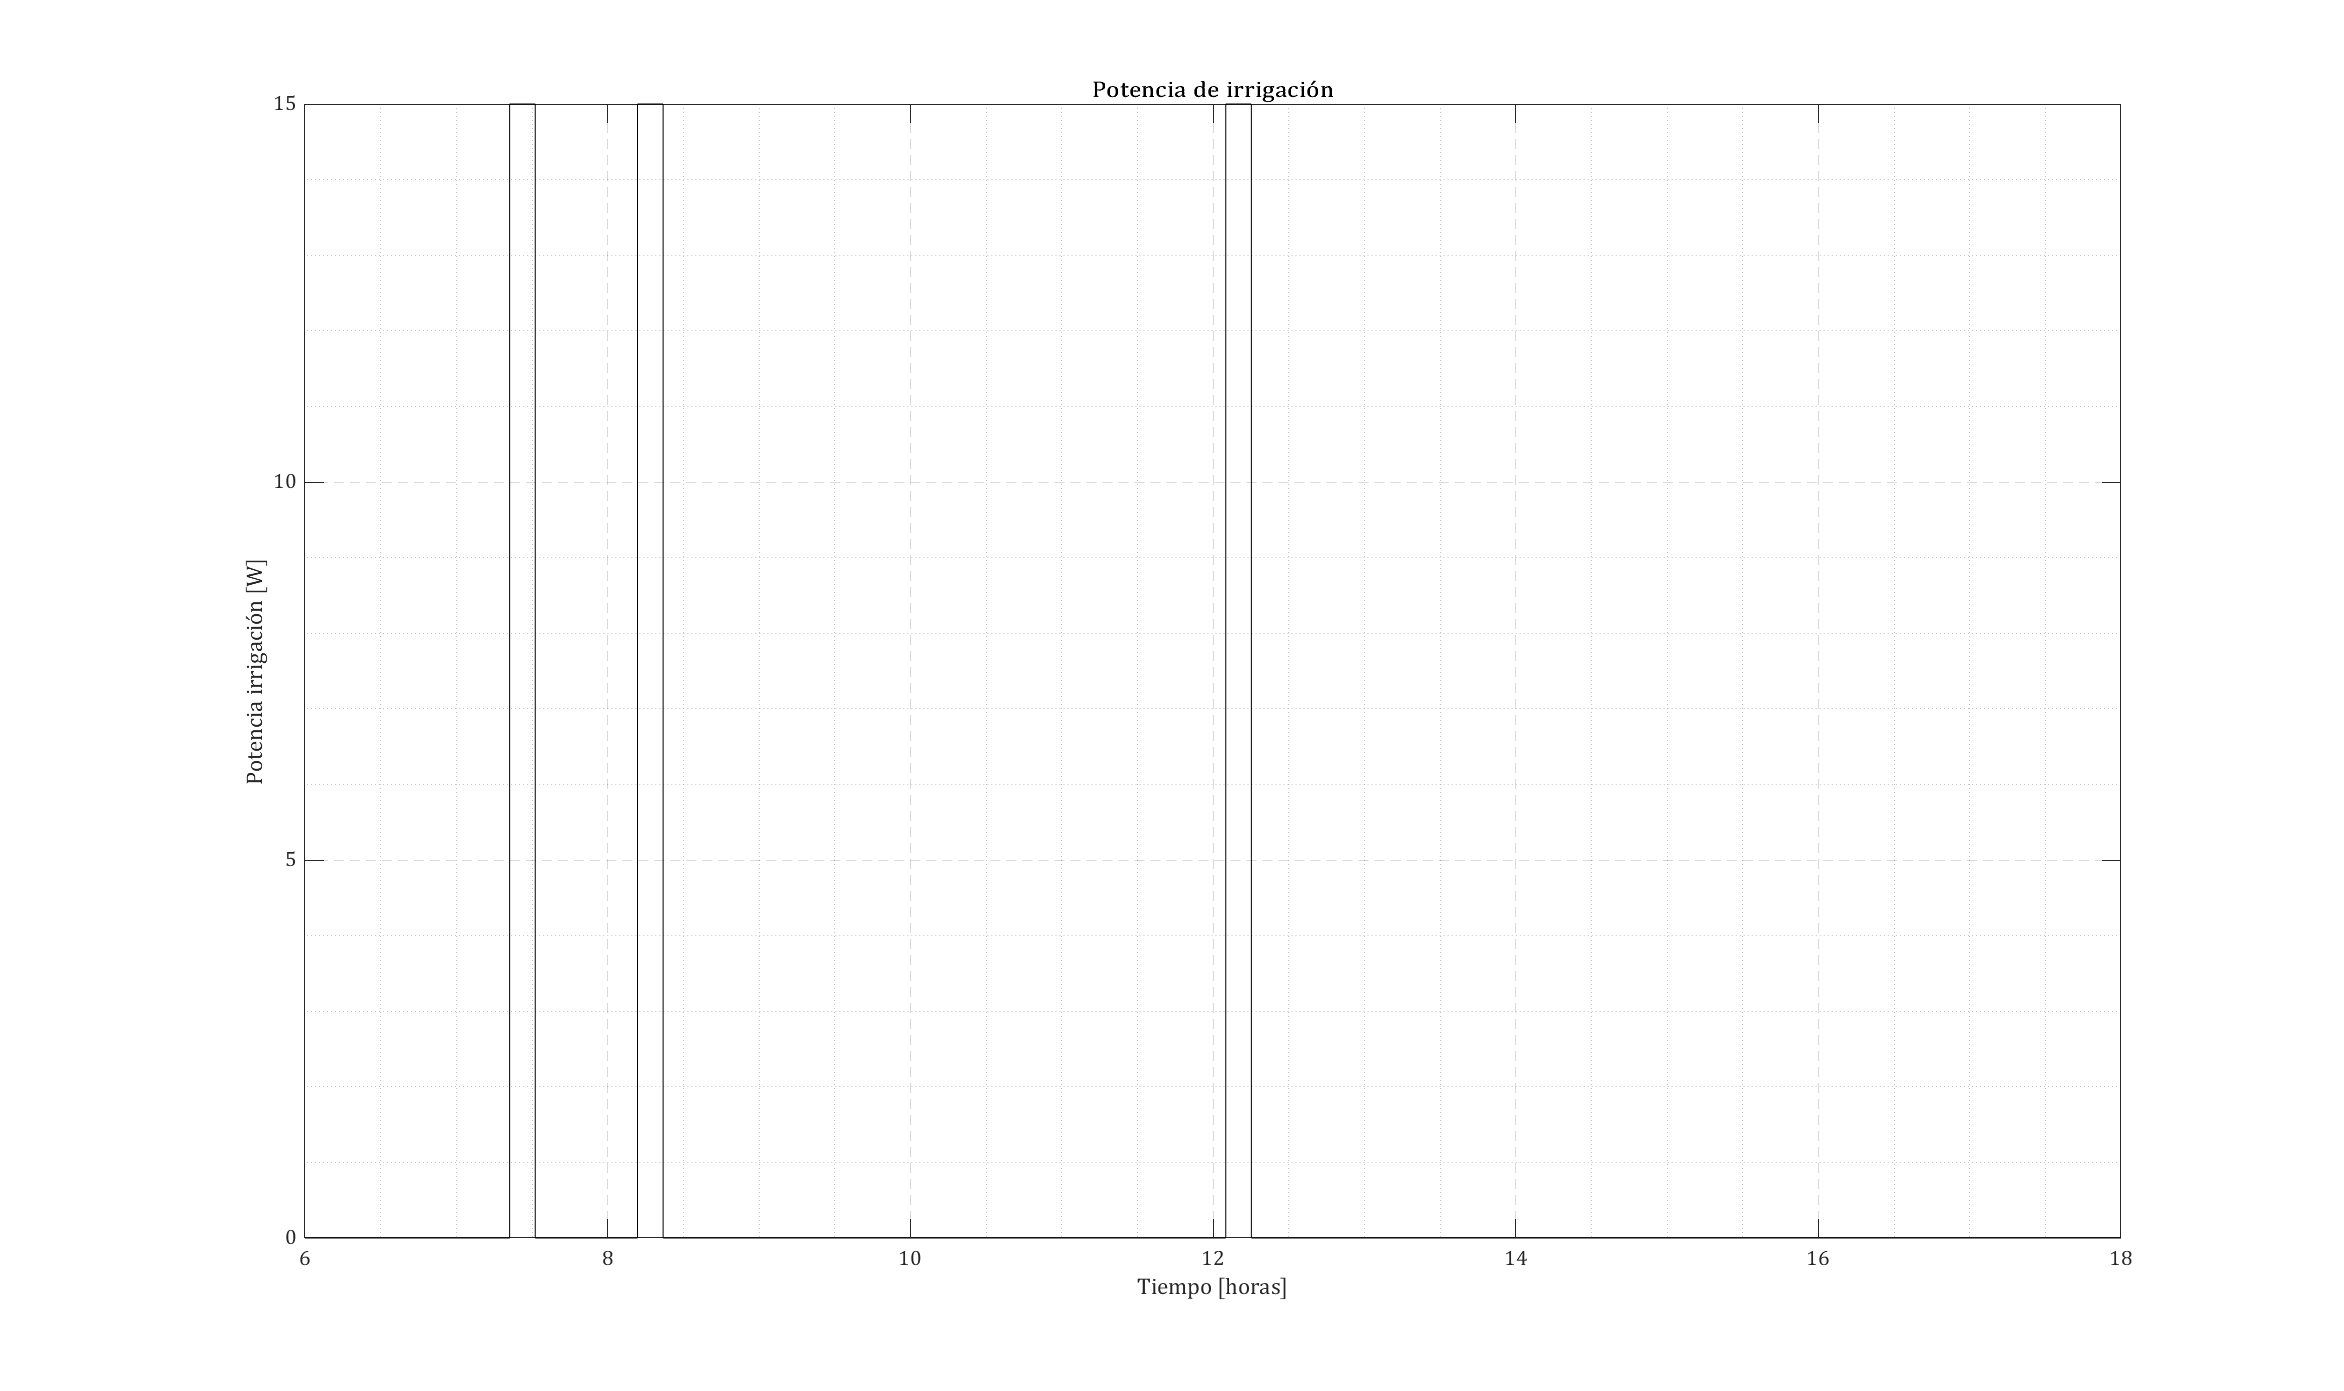 Potencia de irrigación
15
10
5
0
Potencia irrigación [W]
6 8 10 12 14 16 18
Tiempo [horas]